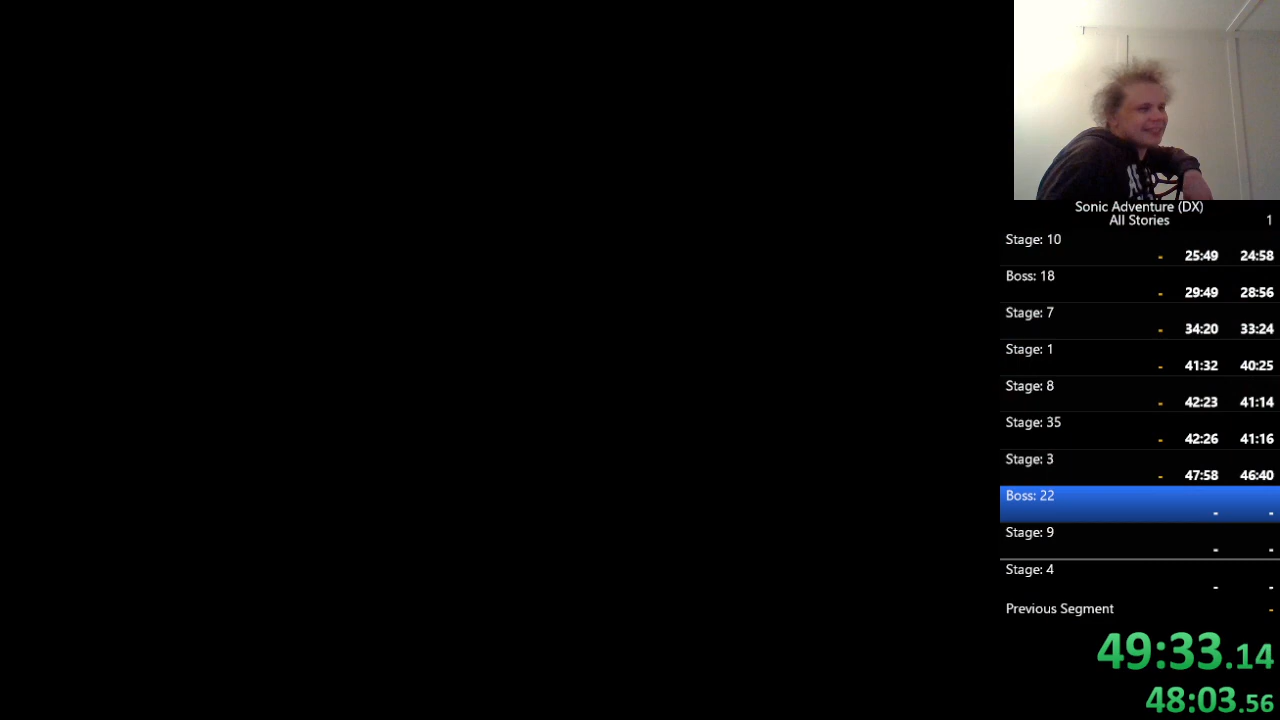 AF
Sonic Adventure (DX)
All Stories 1
Stage: 10
- 25:49 24:58
Boss: 18
- 29:49 28:56
Stage: 7
- 34:20 33:24
Stage: 1
- 41:32 40:25
Stage: 8
- 42:23 41:14
Stage: 35
- 42:26 41:16
Stage: 3
- 47:58 46:40
Boss: 22
- -
Stage: 9
- -
Stage: 4
- -
Previous Segment -
49:33.14
48:03.56